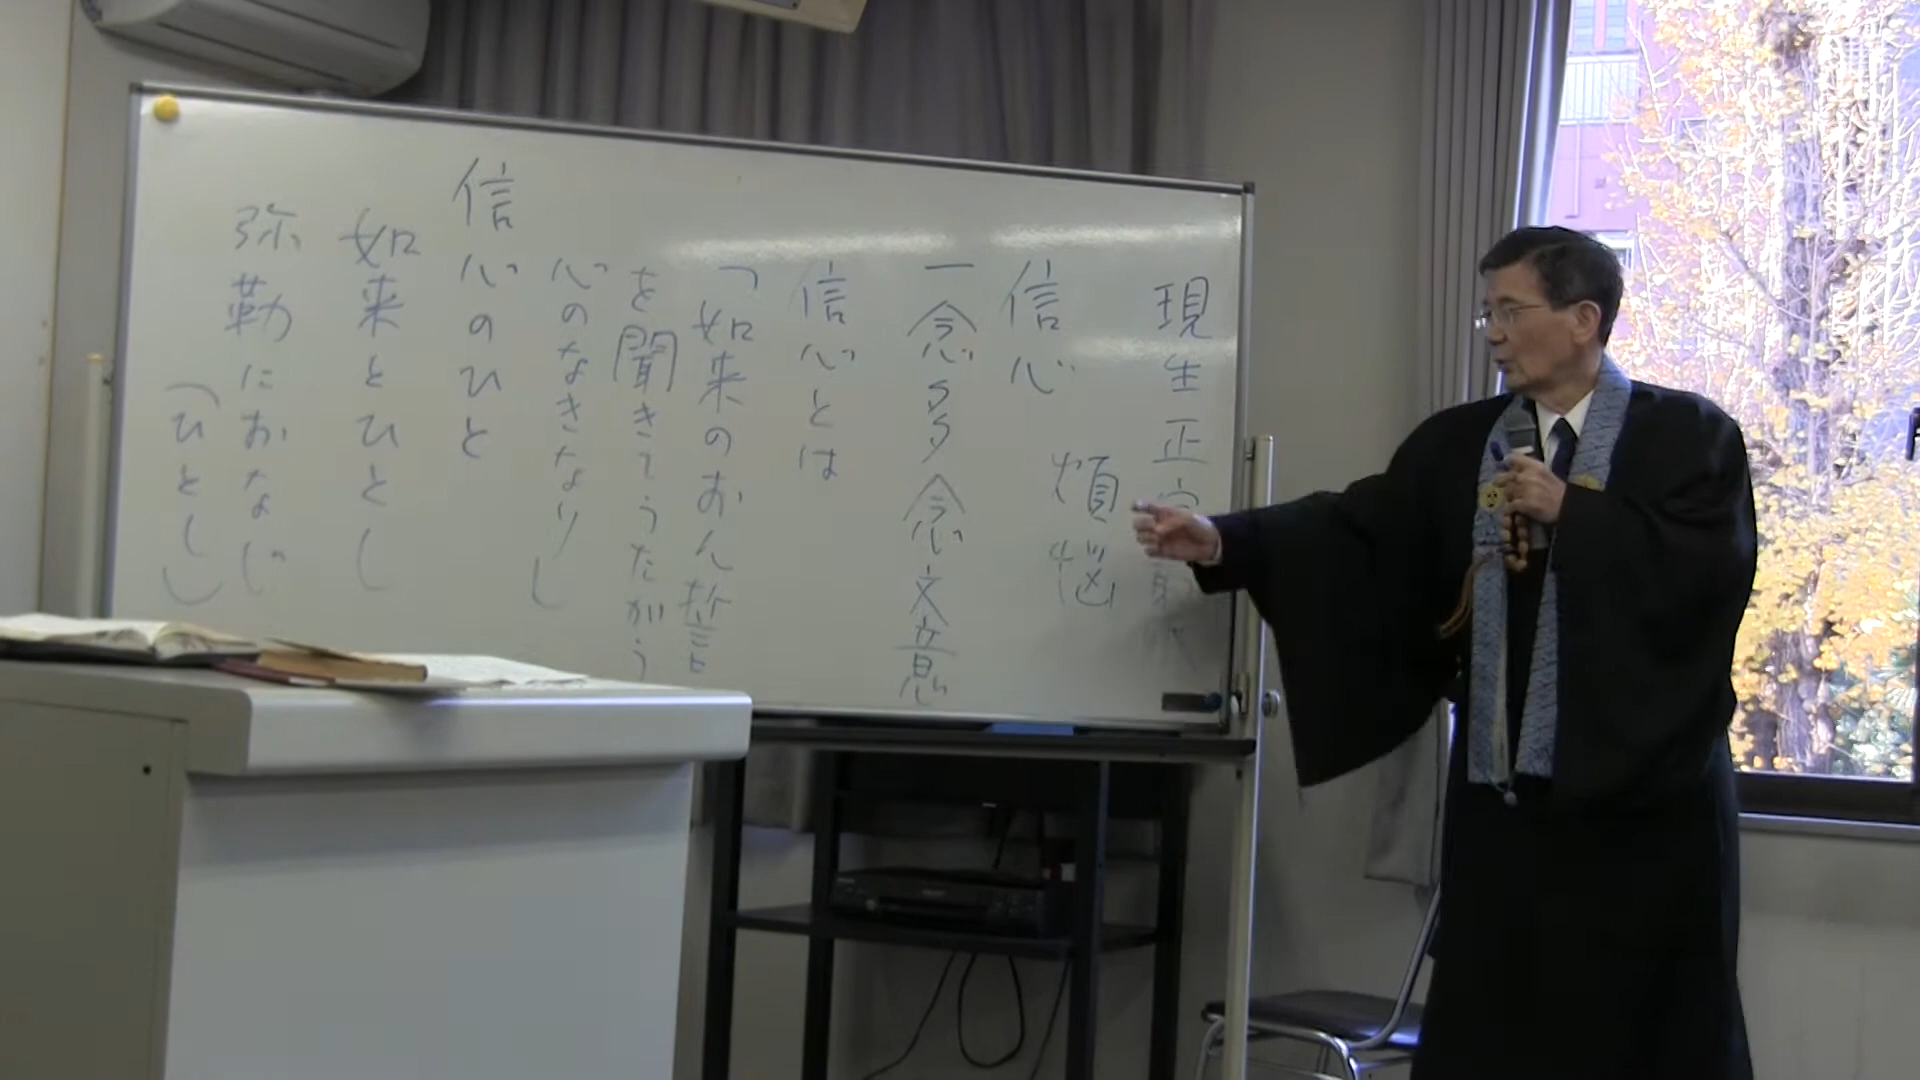 現生正定聚
信心
煩悩
一念多念文意
信心とは
「如来のおん誓
を聞きてうたがう
心のなきなり」
信心のひと
如来とひとし
弥勒におなじ
(ひとし)